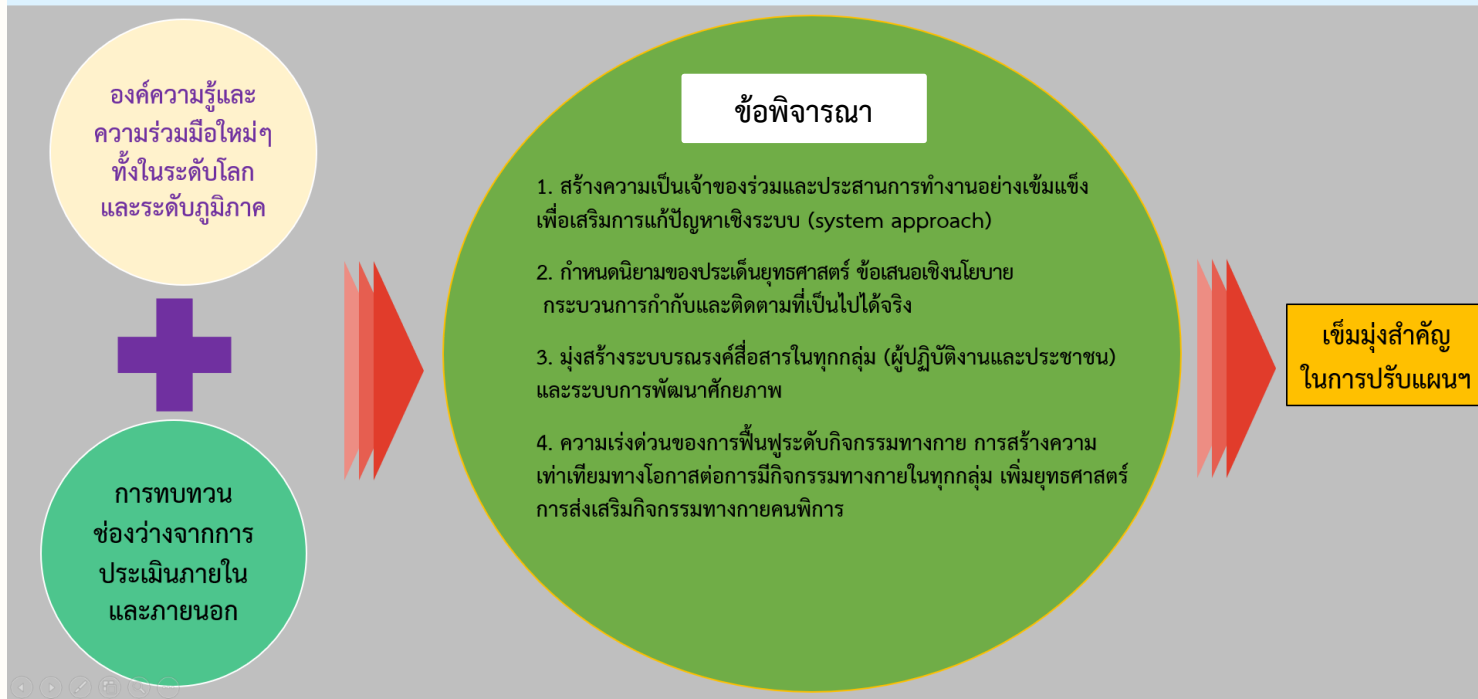 องค์ความรู้และ
ความร่วมมือใหม่ๆ
ทั้งในระดับโลก
และระดับภูมิภาค
การทบทวน
ช่องว่างจากการ
ประเมินภายใน
และภายนอก
ข้อพิจารณา
1. สร้างความเป็นเจ้าของร่วมและประสานการทำงานอย่างเข้มแข็ง
เพื่อเสริมการแก้ปัญหาเชิงระบบ (system approach)
2. กำหนดนิยามของประเด็นยุทธศาสตร์ ข้อเสนอเชิงนโยบาย
กระบวนการกำกับและติดตามที่เป็นไปได้จริง
3. มุ่งสร้างระบบรณรงค์สื่อสารในทุกกลุ่ม (ผู้ปฏิบัติงานและประชาชน)
และระบบการพัฒนาศักยภาพ
4. ความเร่งด่วนของการฟื้นฟูระดับกิจกรรมทางกาย การสร้างความ
เท่าเทียมทางโอกาสต่อการมีกิจกรรมทางกายในทุกกลุ่ม เพิ่มยุทธศาสตร์
การส่งเสริมกิจกรรมทางกายคนพิการ
เข็มมุ่งสำคัญ
ในการปรับแผนฯ